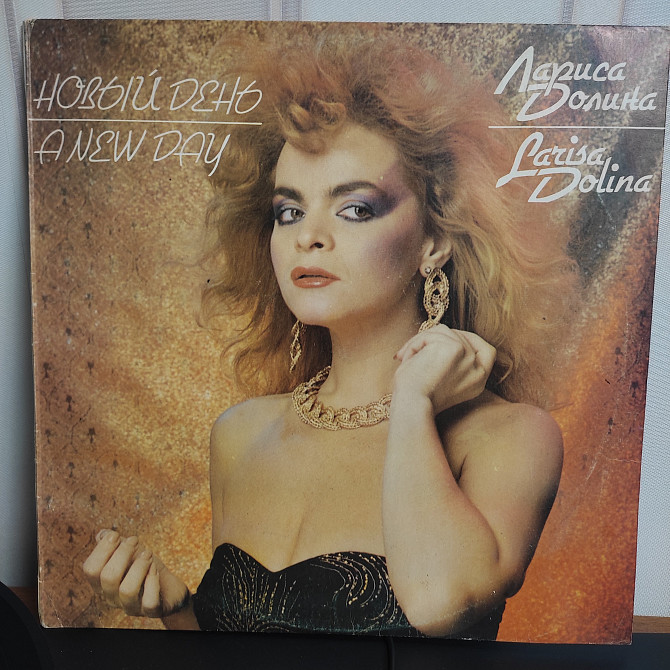 НОВЫЙ ДЕНЬ
A NEW DAY
Лариса
Долина
Larisa
Dolina